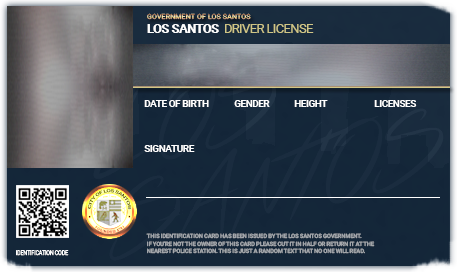 GOVERNMENT OF LOS SANTOS
LOS SANTOS DRIVER LICENSE
DATE OF BIRTH GENDER HEIGHT LICENSES
SIGNATURE
CITY OF LOS SANTOS
IDENTIFICATION CODE
THIS IDENTIFICATION CARD HAS BEEN ISSUED BY THE LOS SANTOS GOVERNMENT.
IF YOU'RE NOT THE OWNER OF THIS CARD PLEASE CUT IT IN HALF OR RETURN IT AT THE
NEAREST POLICE STATION. THIS IS JUST A RANDOM TEXT THAT NO ONE WILL READ.